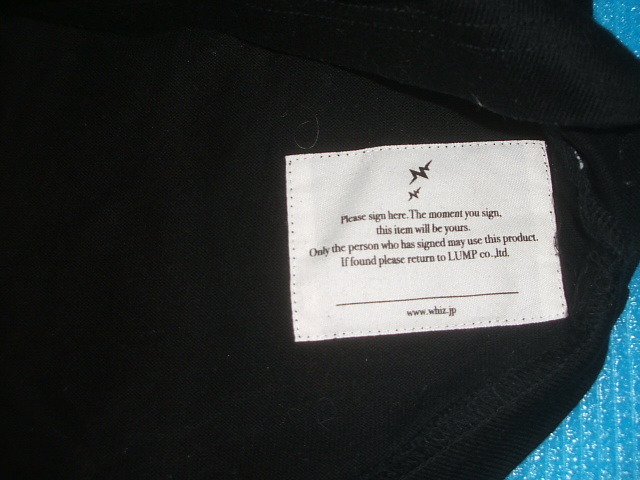 Please sign here.The moment you sign,
this item will be yours.
Only the person who has signed may use this product.
If found please return to LUMP co.,ltd.
www.whiz.jp